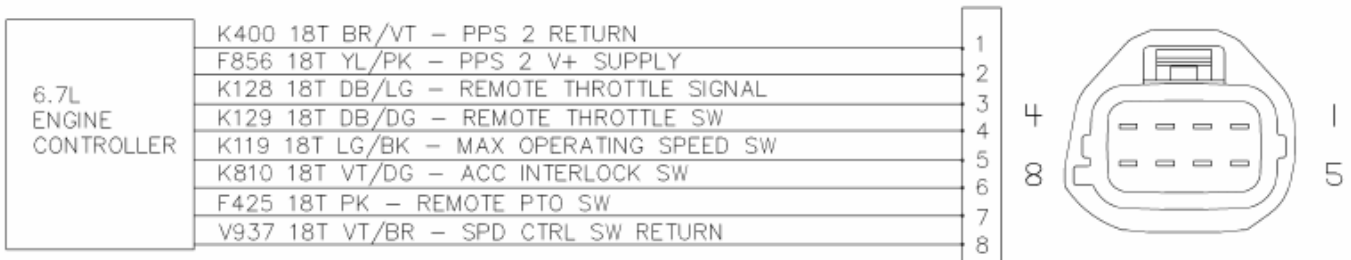 K400 18T BR/VT – PPS 2 RETURN
1
F856 18T YL/PK – PPS 2 V+ SUPPLY
2
K128 18T DB/LG – REMOTE THROTTLE SIGNAL
3
K129 18T DB/DG – REMOTE THROTTLE SW
4
K119 18T LG/BK – MAX OPERATING SPEED SW
5
K810 18T VT/DG – ACC INTERLOCK SW
6
F425 18T PK – REMOTE PTO SW
7
V937 18T VT/BR – SPD CTRL SW RETURN
8
6.7L
ENGINE
CONTROLLER
4 1
8 5